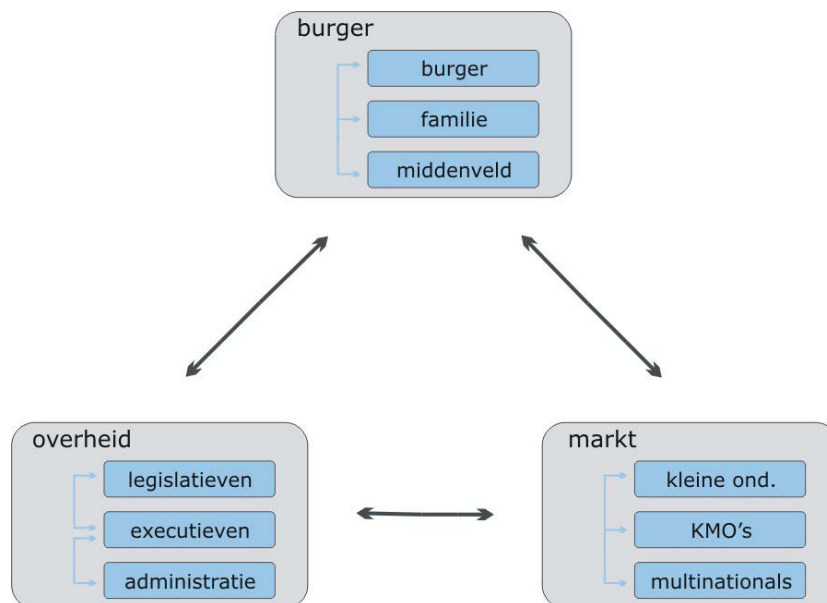 burger
burger
familie
middenveld
overheid
legislatieven
executieven
administratie
markt
kleine ond.
KMO's
multinationals